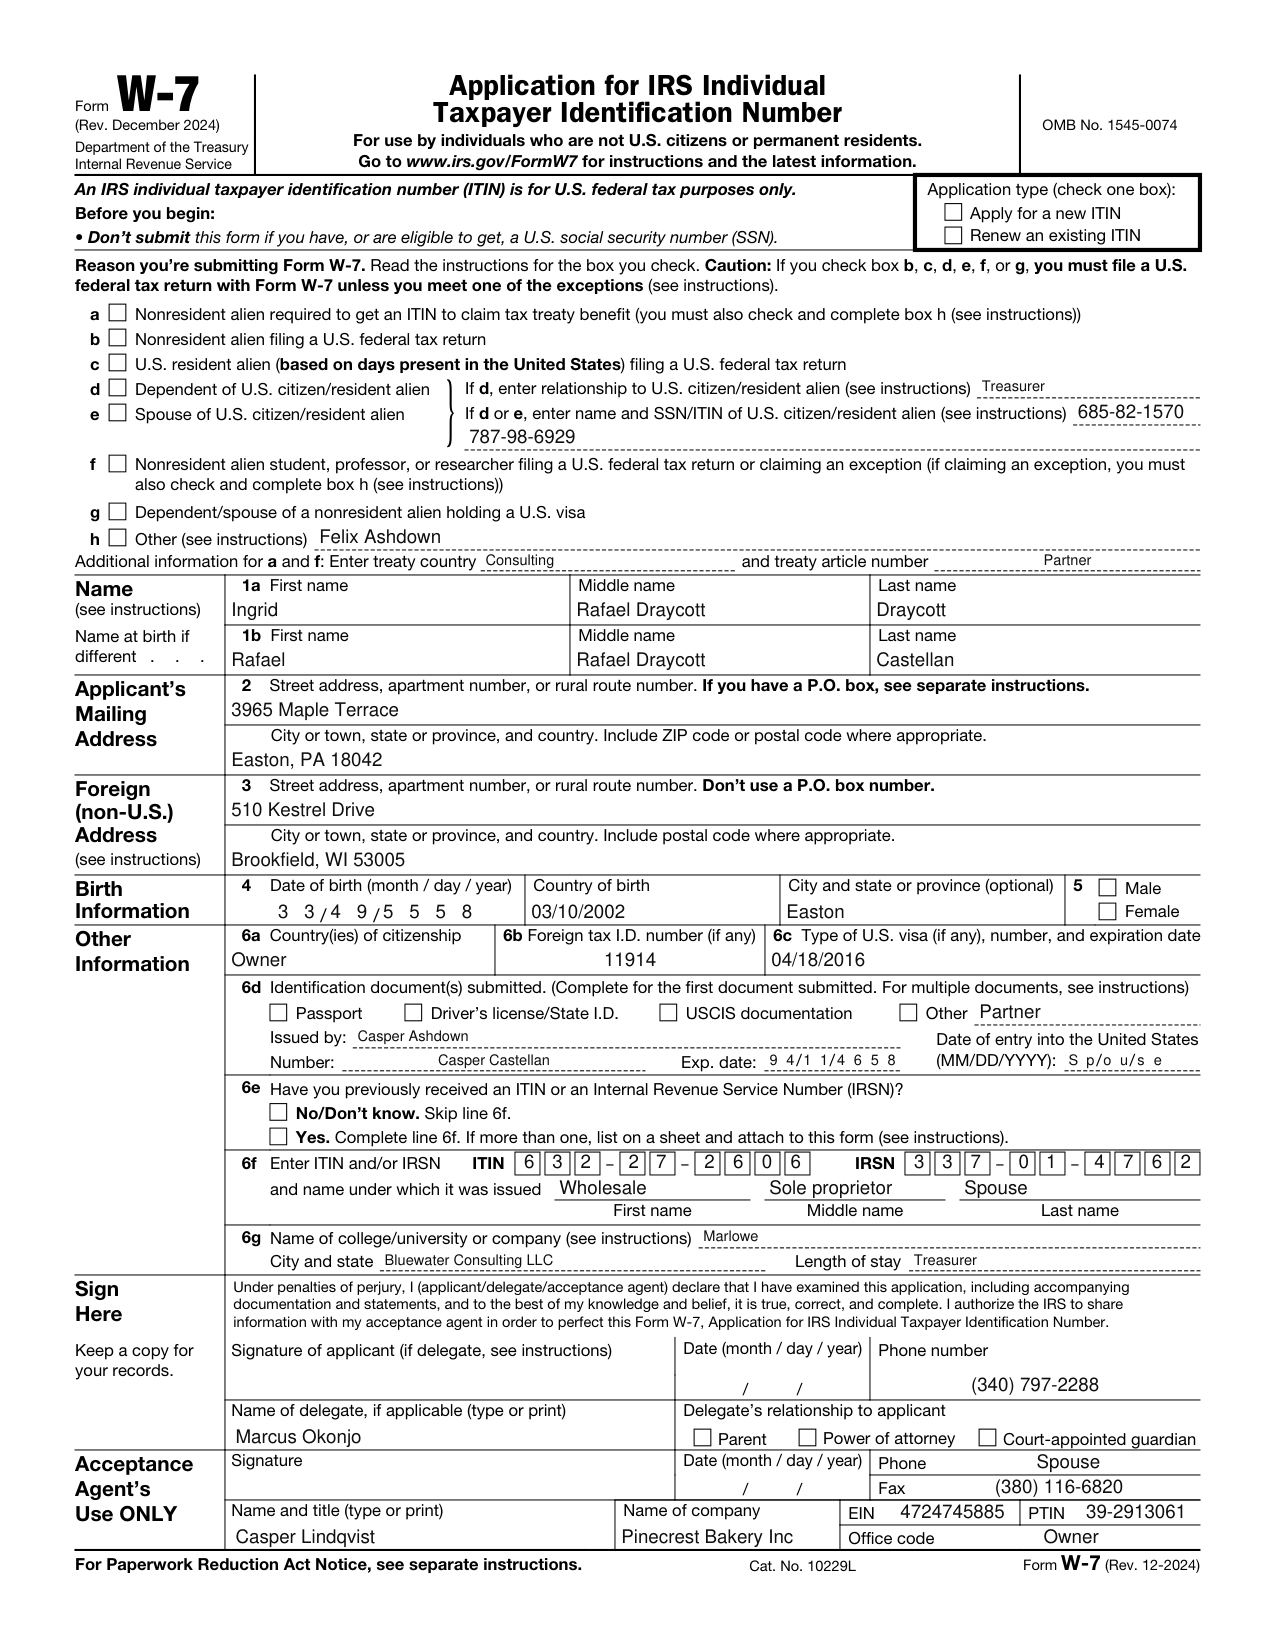 Form W-7
(Rev. December 2024)
Department of the Treasury
Internal Revenue Service
Application for IRS Individual
Taxpayer Identification Number
For use by individuals who are not U.S. citizens or permanent residents.
Go to www.irs.gov/FormW7 for instructions and the latest information.
OMB No. 1545-0074
An IRS individual taxpayer identification number (ITIN) is for U.S. federal tax purposes only.
Before you begin:
• Don't submit this form if you have, or are eligible to get, a U.S. social security number (SSN).
Application type (check one box):
Apply for a new ITIN
Renew an existing ITIN
Reason you're submitting Form W-7. Read the instructions for the box you check. Caution: If you check box b, c, d, e, f, or g, you must file a U.S.
federal tax return with Form W-7 unless you meet one of the exceptions (see instructions).
a Nonresident alien required to get an ITIN to claim tax treaty benefit (you must also check and complete box h (see instructions))
b Nonresident alien filing a U.S. federal tax return
c U.S. resident alien (based on days present in the United States) filing a U.S. federal tax return
d Dependent of U.S. citizen/resident alien If d, enter relationship to U.S. citizen/resident alien (see instructions) Treasurer
e Spouse of U.S. citizen/resident alien If d or e, enter name and SSN/ITIN of U.S. citizen/resident alien (see instructions) 685-82-1570
787-98-6929
f Nonresident alien student, professor, or researcher filing a U.S. federal tax return or claiming an exception (if claiming an exception, you must
also check and complete box h (see instructions))
g Dependent/spouse of a nonresident alien holding a U.S. visa
h Other (see instructions) Felix Ashdown
Additional information for a and f: Enter treaty country Consulting and treaty article number Partner
Name
(see instructions)
1a First name Middle name Last name
Ingrid Rafael Draycott Draycott
Name at birth if
different . . .
1b First name Middle name Last name
Rafael Rafael Draycott Castellan
Applicant's
Mailing
Address
2 Street address, apartment number, or rural route number. If you have a P.O. box, see separate instructions.
3965 Maple Terrace
City or town, state or province, and country. Include ZIP code or postal code where appropriate.
Easton, PA 18042
Foreign
(non-U.S.)
Address
(see instructions)
3 Street address, apartment number, or rural route number. Don't use a P.O. box number.
510 Kestrel Drive
City or town, state or province, and country. Include postal code where appropriate.
Brookfield, WI 53005
Birth
Information
4 Date of birth (month / day / year) Country of birth City and state or province (optional) 5 Male
3 3 / 4 9 / 5 5 5 8 03/10/2002 Easton Female
Other
Information
6a Country(ies) of citizenship 6b Foreign tax I.D. number (if any) 6c Type of U.S. visa (if any), number, and expiration date
Owner 11914 04/18/2016
6d Identification document(s) submitted. (Complete for the first document submitted. For multiple documents, see instructions)
Passport Driver's license/State I.D. USCIS documentation Other Partner
Issued by: Casper Ashdown Date of entry into the United States
Number: Casper Castellan Exp. date: 9 4/1 1/4 6 5 8 (MM/DD/YYYY): S p/o u/s e
6e Have you previously received an ITIN or an Internal Revenue Service Number (IRSN)?
No/Don't know. Skip line 6f.
Yes. Complete line 6f. If more than one, list on a sheet and attach to this form (see instructions).
6f Enter ITIN and/or IRSN ITIN 6 3 2 – 2 7 – 2 6 0 6 IRSN 3 3 7 – 0 1 – 4 7 6 2
and name under which it was issued Wholesale Sole proprietor Spouse
First name Middle name Last name
6g Name of college/university or company (see instructions) Marlowe
City and state Bluewater Consulting LLC Length of stay Treasurer
Sign
Here
Under penalties of perjury, I (applicant/delegate/acceptance agent) declare that I have examined this application, including accompanying
documentation and statements, and to the best of my knowledge and belief, it is true, correct, and complete. I authorize the IRS to share
information with my acceptance agent in order to perfect this Form W-7, Application for IRS Individual Taxpayer Identification Number.
Keep a copy for
your records.
Signature of applicant (if delegate, see instructions) Date (month / day / year) Phone number
/ / (340) 797-2288
Name of delegate, if applicable (type or print) Delegate's relationship to applicant
Marcus Okonjo Parent Power of attorney Court-appointed guardian
Acceptance
Agent's
Use ONLY
Signature Date (month / day / year) Phone Spouse
/ / Fax (380) 116-6820
Name and title (type or print) Name of company EIN 4724745885 PTIN 39-2913061
Casper Lindqvist Pinecrest Bakery Inc Office code Owner
For Paperwork Reduction Act Notice, see separate instructions. Cat. No. 10229L Form W-7 (Rev. 12-2024)